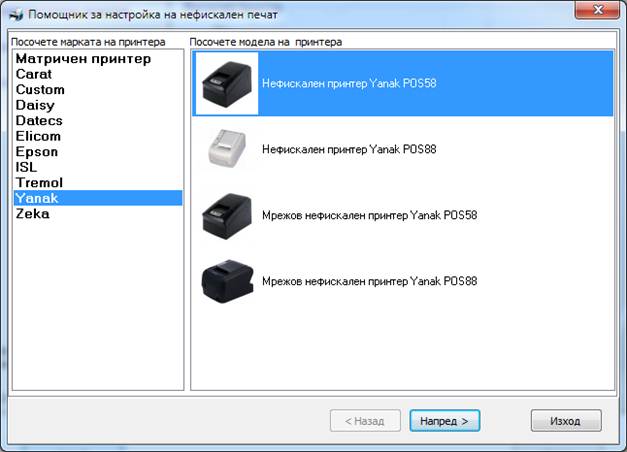 Помощник за настройка на нефискален печат
Посочете марката на принтера
Матричен принтер
Carat
Custom
Daisy
Datecs
Elicom
Epson
ISL
Tremol
Yanak
Zeka
Посочете модела на принтера
Нефискален принтер Yanak POS58
Нефискален принтер Yanak POS88
Мрежов нефискален принтер Yanak POS58
Мрежов нефискален принтер Yanak POS88
< Назад
Напред >
Изход